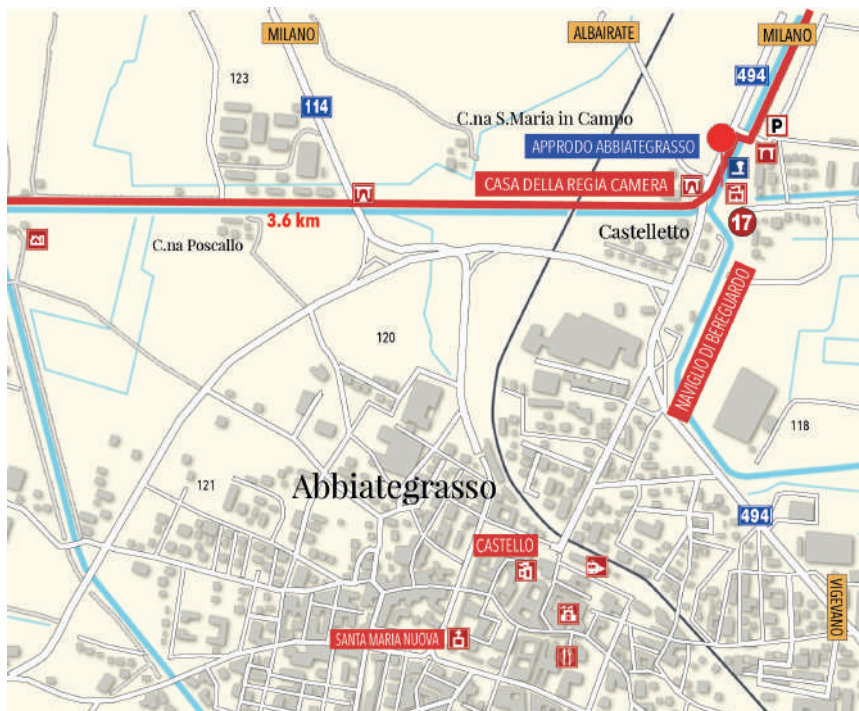 MILANO
ALBAIRATE
MILANO
123
494
114
C.na S.Maria in Campo
P
APPRODO ABBIATEGRASSO
CASA DELLA REGIA CAMERA
3.6 km
17
Castelletto
C.na Poscallo
NAVIGLIO DI BEREGUARDO
120
118
121
Abbiategrasso
494
CASTELLO
VIGEVANO
SANTA MARIA NUOVA